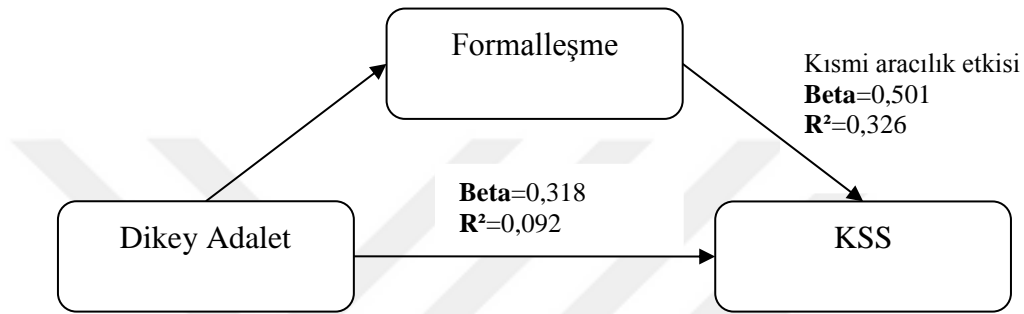 Formalleşme
Kısmi aracılık etkisi
Beta=0,501
R²=0,326
Beta=0,318
R²=0,092
Dikey Adalet
KSS